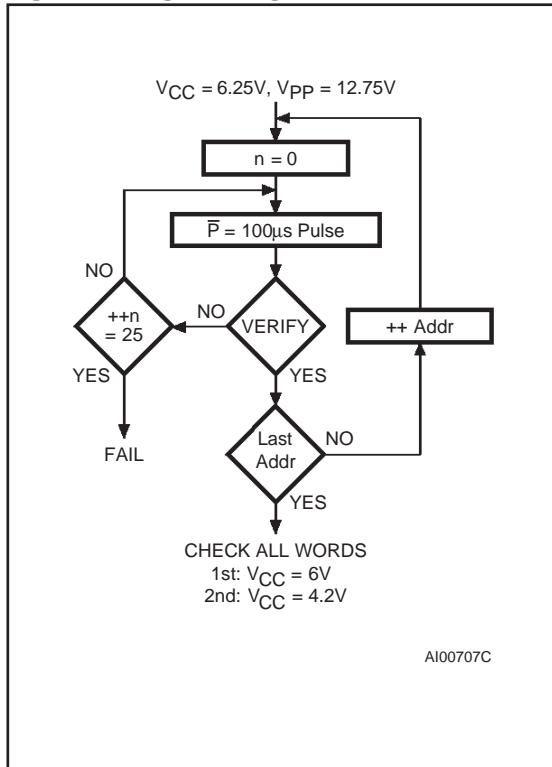 VCC = 6.25V, VPP = 12.75V
n = 0
P̅ = 100μs Pulse
NO
++n
= 25
NO
VERIFY
++ Addr
YES
YES
FAIL
Last
Addr
NO
YES
CHECK ALL WORDS
1st: VCC = 6V
2nd: VCC = 4.2V
AI00707C